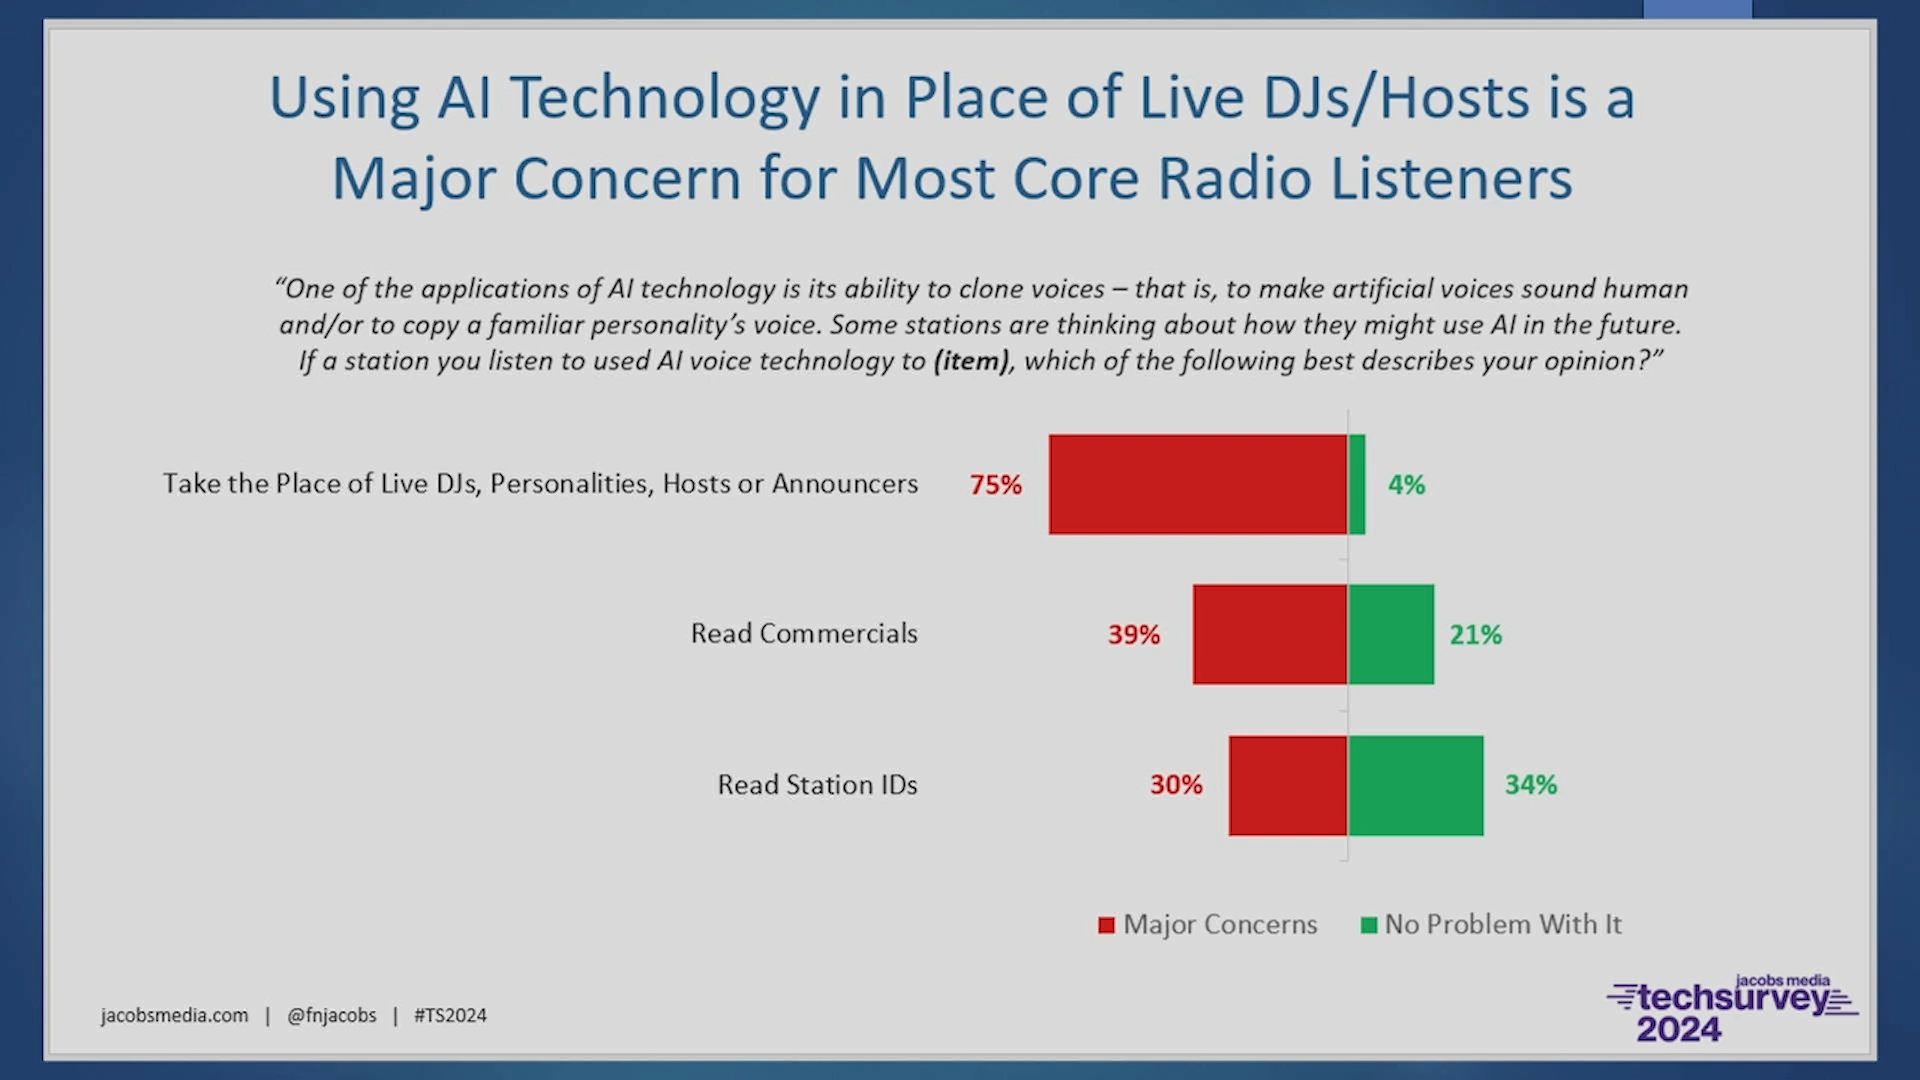 Using AI Technology in Place of Live DJs/Hosts is a
Major Concern for Most Core Radio Listeners
“One of the applications of AI technology is its ability to clone voices – that is, to make artificial voices sound human
and/or to copy a familiar personality’s voice. Some stations are thinking about how they might use AI in the future.
If a station you listen to used AI voice technology to (item), which of the following best describes your opinion?”
Take the Place of Live DJs, Personalities, Hosts or Announcers 75% 4%
Read Commercials 39% 21%
Read Station IDs 30% 34%
Major Concerns No Problem With It
jacobsmedia.com | @fnjacobs | #TS2024
jacobs media
techsurvey
2024